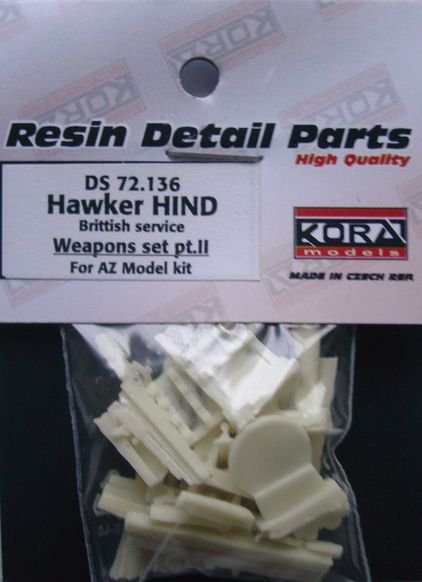 Resin Detail Parts
High Quality
DS 72.136
Hawker HIND
Brittish service
Weapons set pt.II
For AZ Model kit
KORA
models
MADE IN CZECH REP.